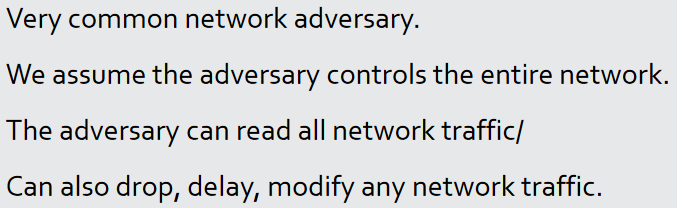 Very common network adversary.
We assume the adversary controls the entire network.
The adversary can read all network traffic/
Can also drop, delay, modify any network traffic.